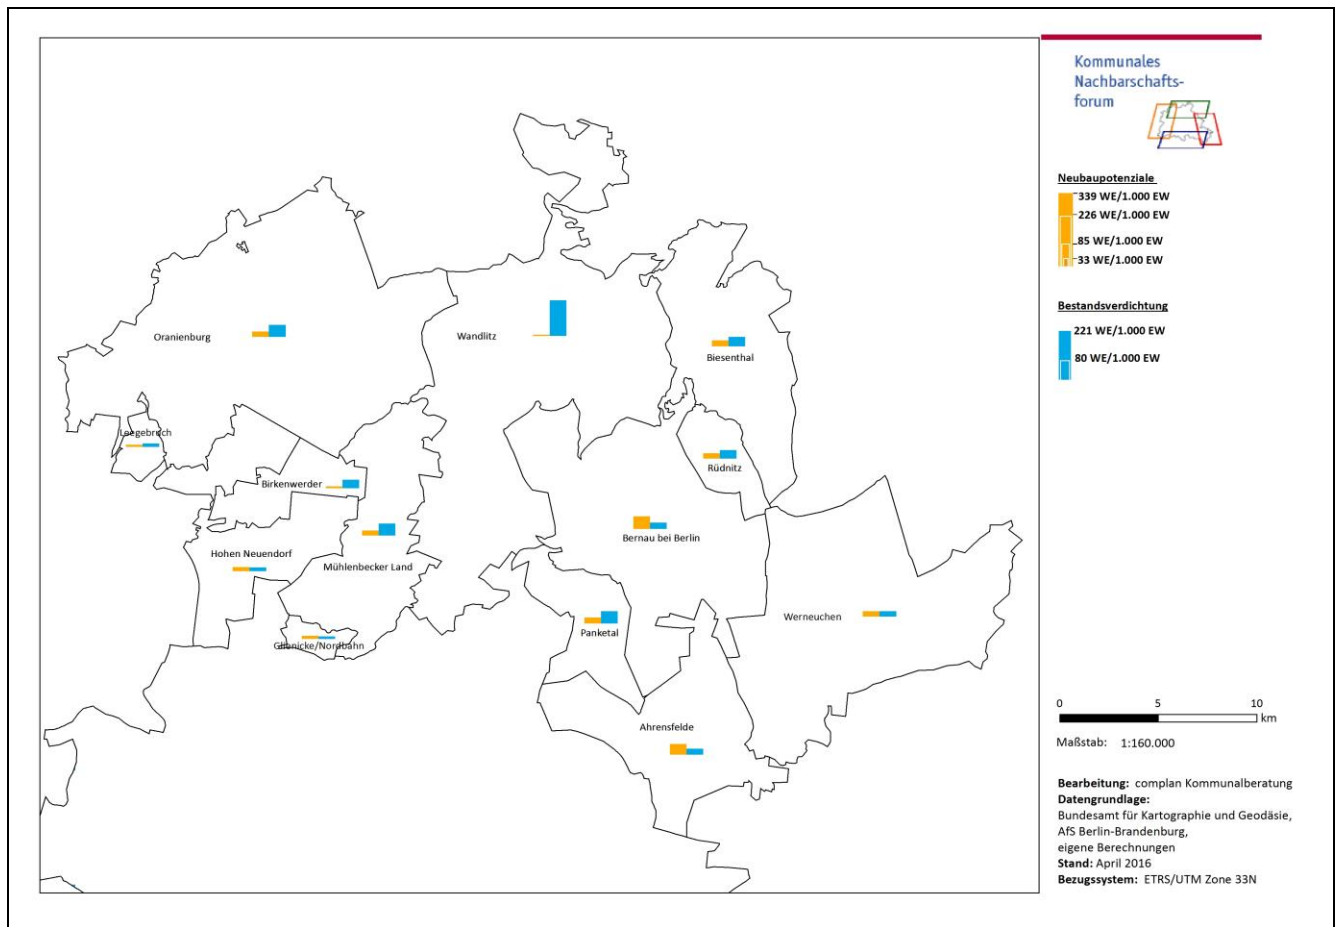 Kommunales
Nachbarschafts-
forum
Neubaupotenziale
339 WE/1.000 EW
226 WE/1.000 EW
85 WE/1.000 EW
33 WE/1.000 EW
Bestandsverdichtung
221 WE/1.000 EW
80 WE/1.000 EW
Oranienburg
Wandlitz
Biesenthal
Leegebruch
Rüdnitz
Birkenwerder
Bernau bei Berlin
Hohen Neuendorf
Mühlenbecker Land
Werneuchen
Panketal
Glienicke/Nordbahn
Ahrensfelde
0 5 10
km
Maßstab: 1:160.000
Bearbeitung: complan Kommunalberatung
Datengrundlage:
Bundesamt für Kartographie und Geodäsie,
AfS Berlin-Brandenburg,
eigene Berechnungen
Stand: April 2016
Bezugssystem: ETRS/UTM Zone 33N